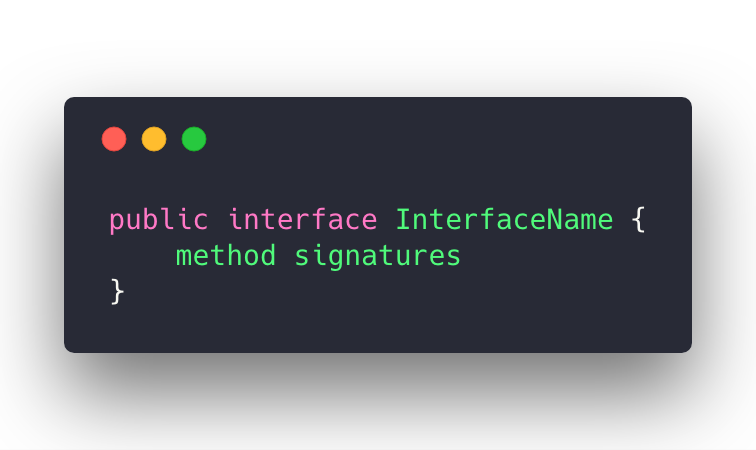 public interface InterfaceName {
    method signatures
}